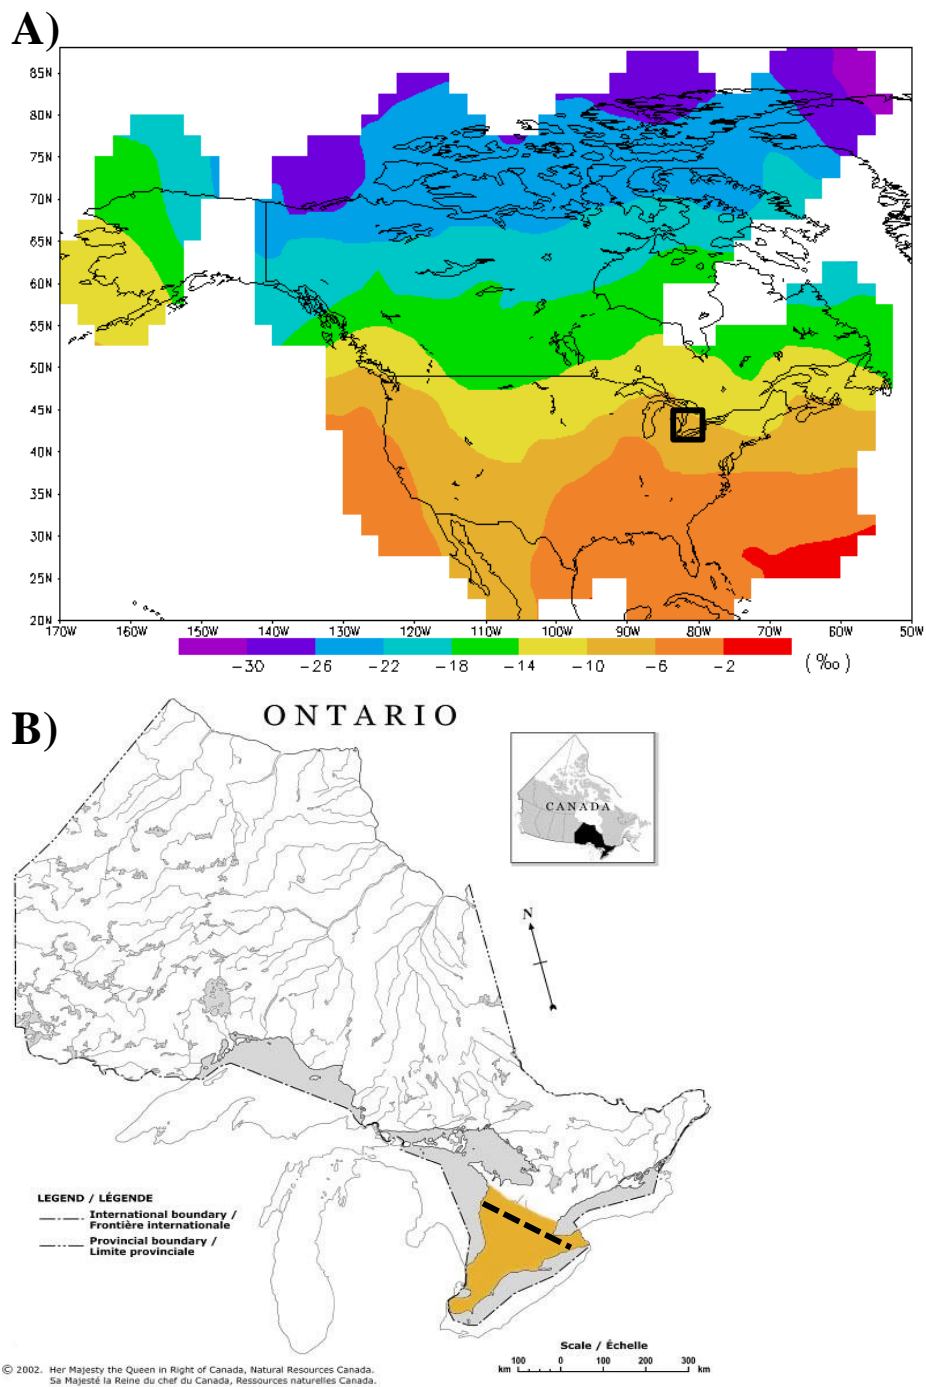 A)
85N
80N
75N
70N
65N
60N
55N
50N
45N
40N
35N
30N
25N
20N
170W 160W 150W 140W 130W 120W 110W 100W 90W 80W 70W 60W 50W
-30 -26 -22 -18 -14 -10 -6 -2 (‰)
B)
ONTARIO
CANADA
N
LEGEND / LÉGENDE
International boundary /
Frontière internationale
Provincial boundary /
Limite provinciale
Scale / Échelle
km 100 0 100 200 300 km
© 2002. Her Majesty the Queen in Right of Canada, Natural Resources Canada.
Sa Majesté la Reine du chef du Canada, Ressources naturelles Canada.